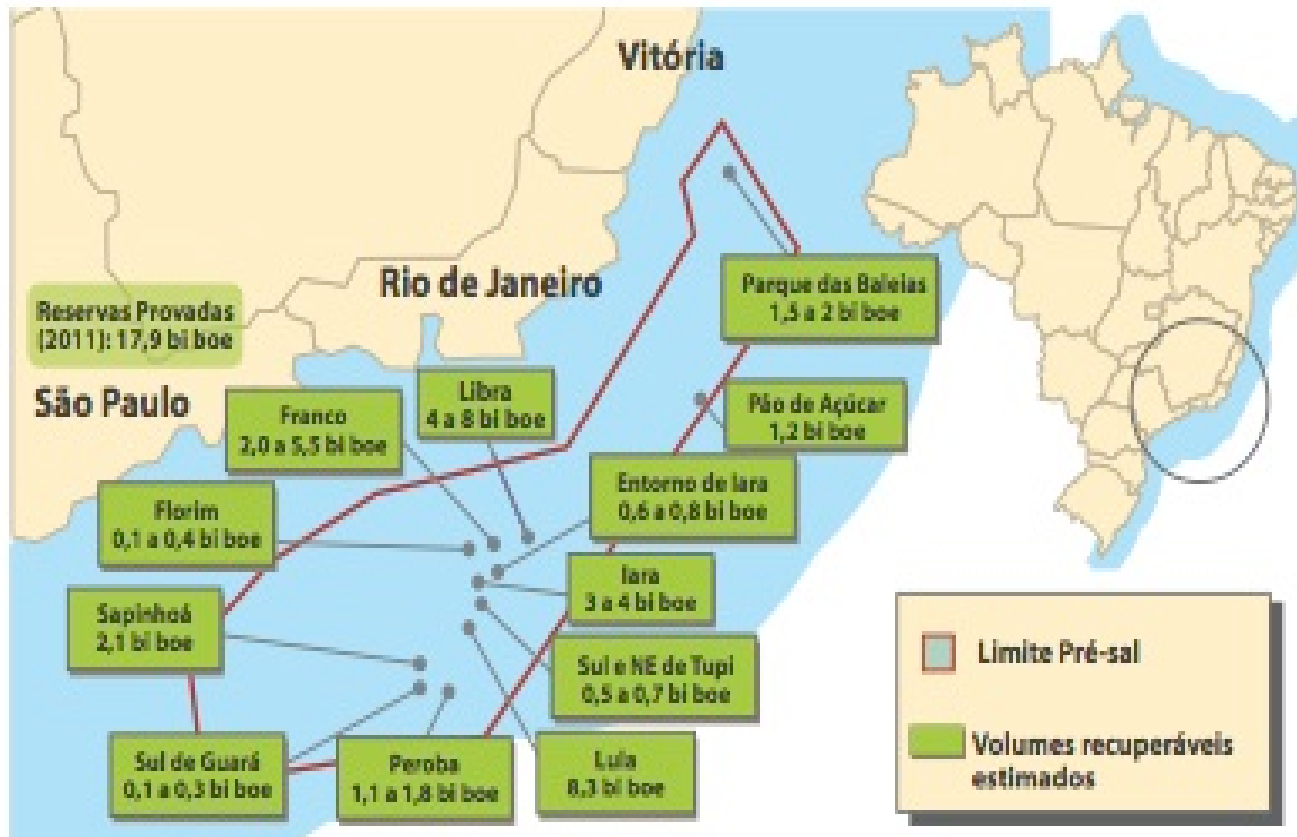 Vitória
Rio de Janeiro
Parque das Baleias
1,5 a 2 bi boe
Reservas Provadas
(2011): 17,9 bi boe
São Paulo
Libra
4 a 8 bi boe
Franco
2,0 a 5,5 bi boe
Pão de Açúcar
1,2 bi boe
Entorno de Iara
0,6 a 0,8 bi boe
Florim
0,1 a 0,4 bi boe
Iara
3 a 4 bi boe
Sapinhoá
2,1 bi boe
Sul e NE de Tupi
0,5 a 0,7 bi boe
Sul de Guará
0,1 a 0,3 bi boe
Peroba
1,1 a 1,8 bi boe
Lula
8,3 bi boe
Limite Pré-sal
Volumes recuperáveis
estimados